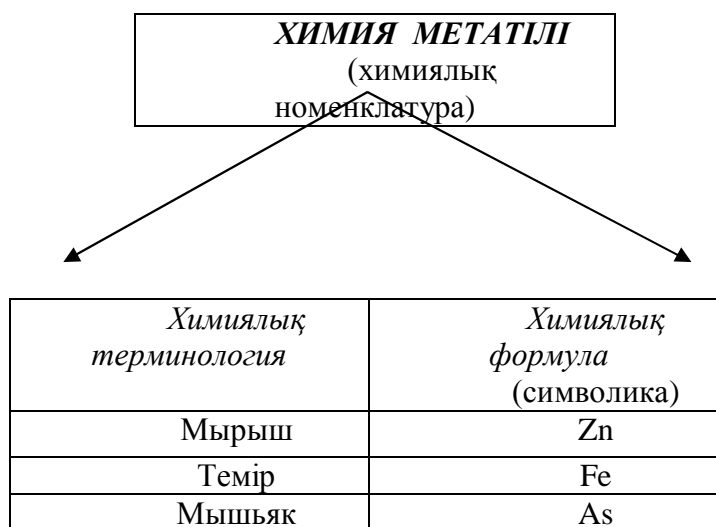 ХИМИЯ МЕТАТІЛІ
(химиялық
номенклатура)
Химиялық
терминология
Химиялық
формула
(символика)
Мырыш Zn
Темір Fe
Мышьяк As